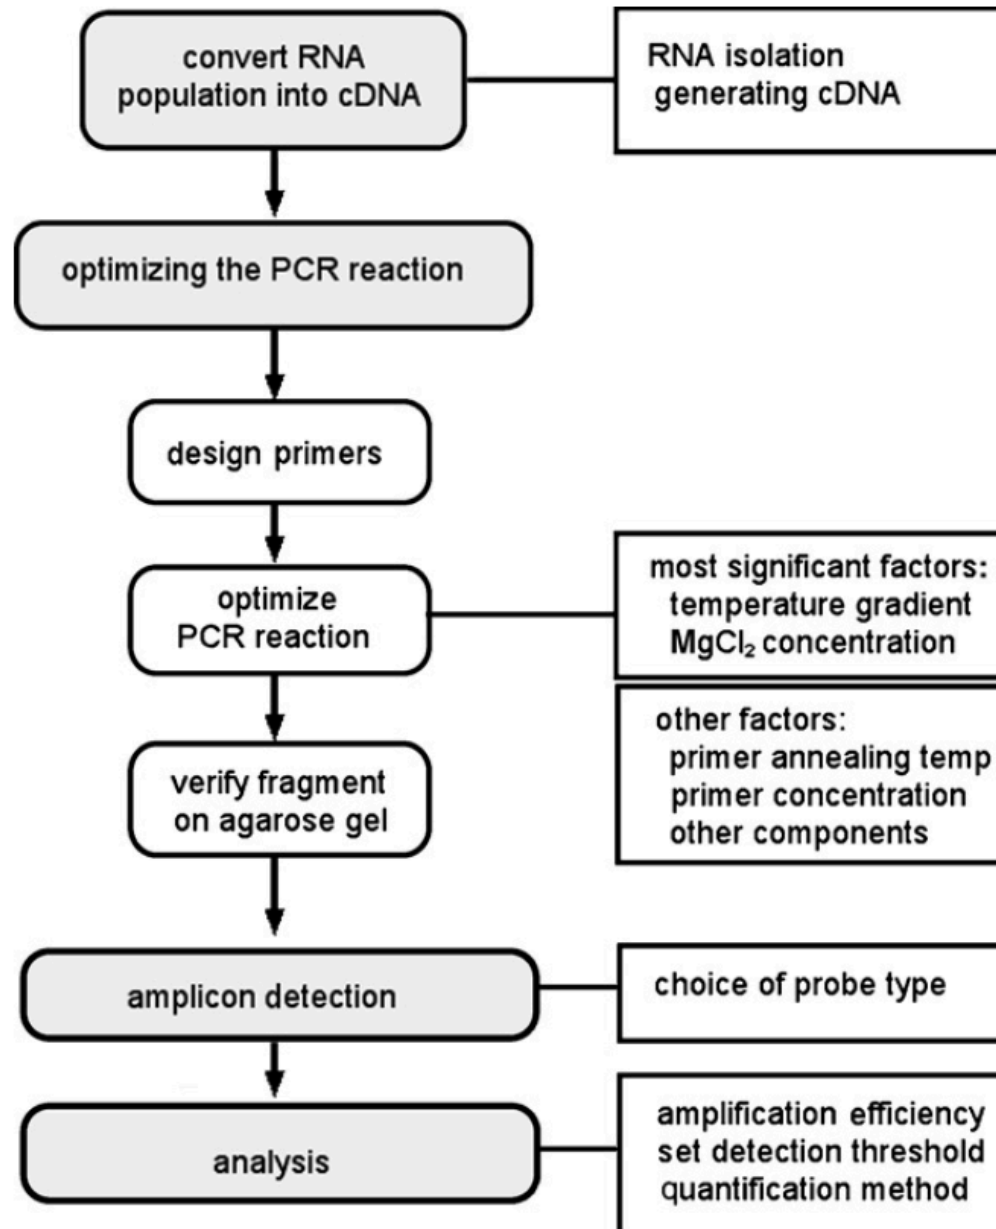 convert RNA
population into cDNA
RNA isolation
generating cDNA
optimizing the PCR reaction
design primers
optimize
PCR reaction
most significant factors:
temperature gradient
MgCl₂ concentration
other factors:
primer annealing temp
primer concentration
other components
verify fragment
on agarose gel
amplicon detection
choice of probe type
analysis
amplification efficiency
set detection threshold
quantification method